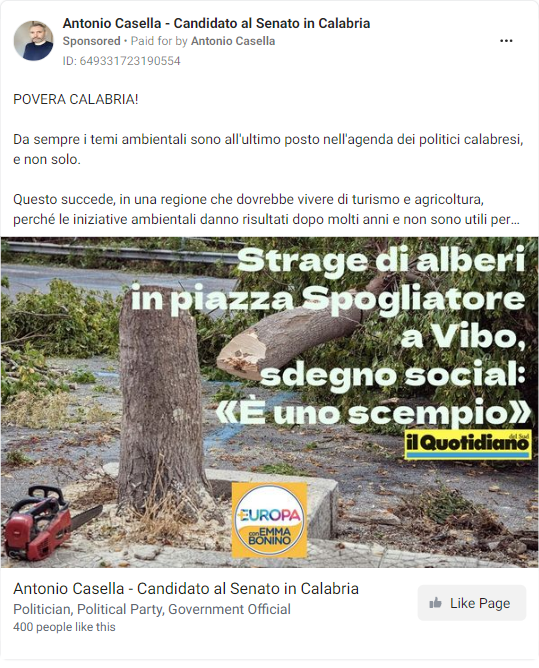 Antonio Casella - Candidato al Senato in Calabria
Sponsored • Paid for by Antonio Casella
ID: 649331723190554
POVERA CALABRIA!
Da sempre i temi ambientali sono all'ultimo posto nell'agenda dei politici calabresi,
e non solo.
Questo succede, in una regione che dovrebbe vivere di turismo e agricoltura,
perché le iniziative ambientali danno risultati dopo molti anni e non sono utili per...
Strage di alberi
in piazza Spogliatore
a Vibo,
sdegno social:
«È uno scempio»
del Sud
il Quotidiano
EUROPA
con EMMA
BONINO
Antonio Casella - Candidato al Senato in Calabria
Politician, Political Party, Government Official
400 people like this
Like Page